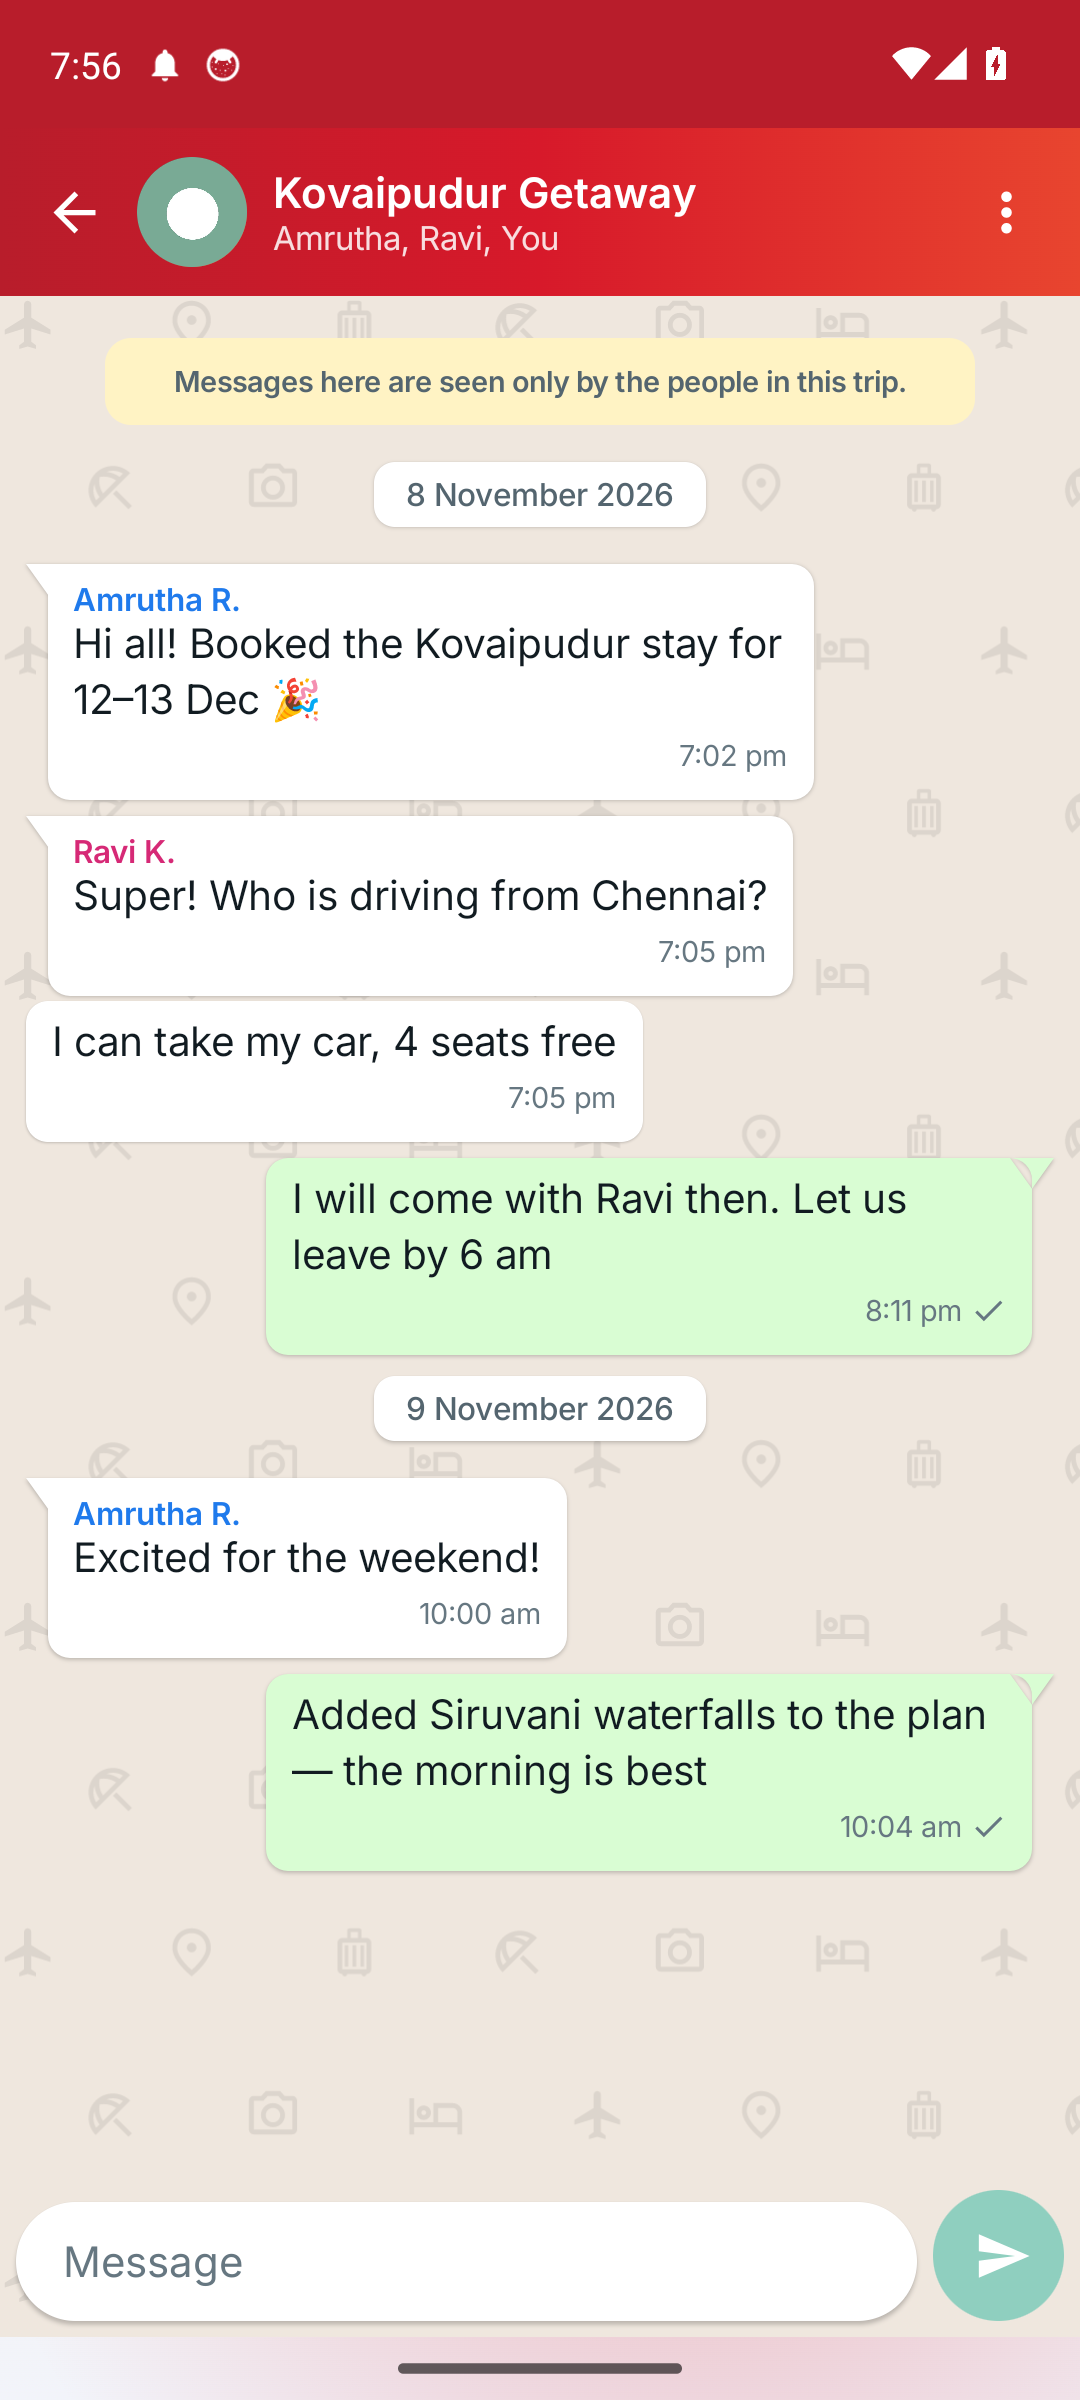 7:56
Kovaipudur Getaway
Amrutha, Ravi, You
Messages here are seen only by the people in this trip.
8 November 2026
Amrutha R.
Hi all! Booked the Kovaipudur stay for
12–13 Dec 🎉
7:02 pm
Ravi K.
Super! Who is driving from Chennai?
7:05 pm
I can take my car, 4 seats free
7:05 pm
I will come with Ravi then. Let us
leave by 6 am
8:11 pm
9 November 2026
Amrutha R.
Excited for the weekend!
10:00 am
Added Siruvani waterfalls to the plan
— the morning is best
10:04 am
Message